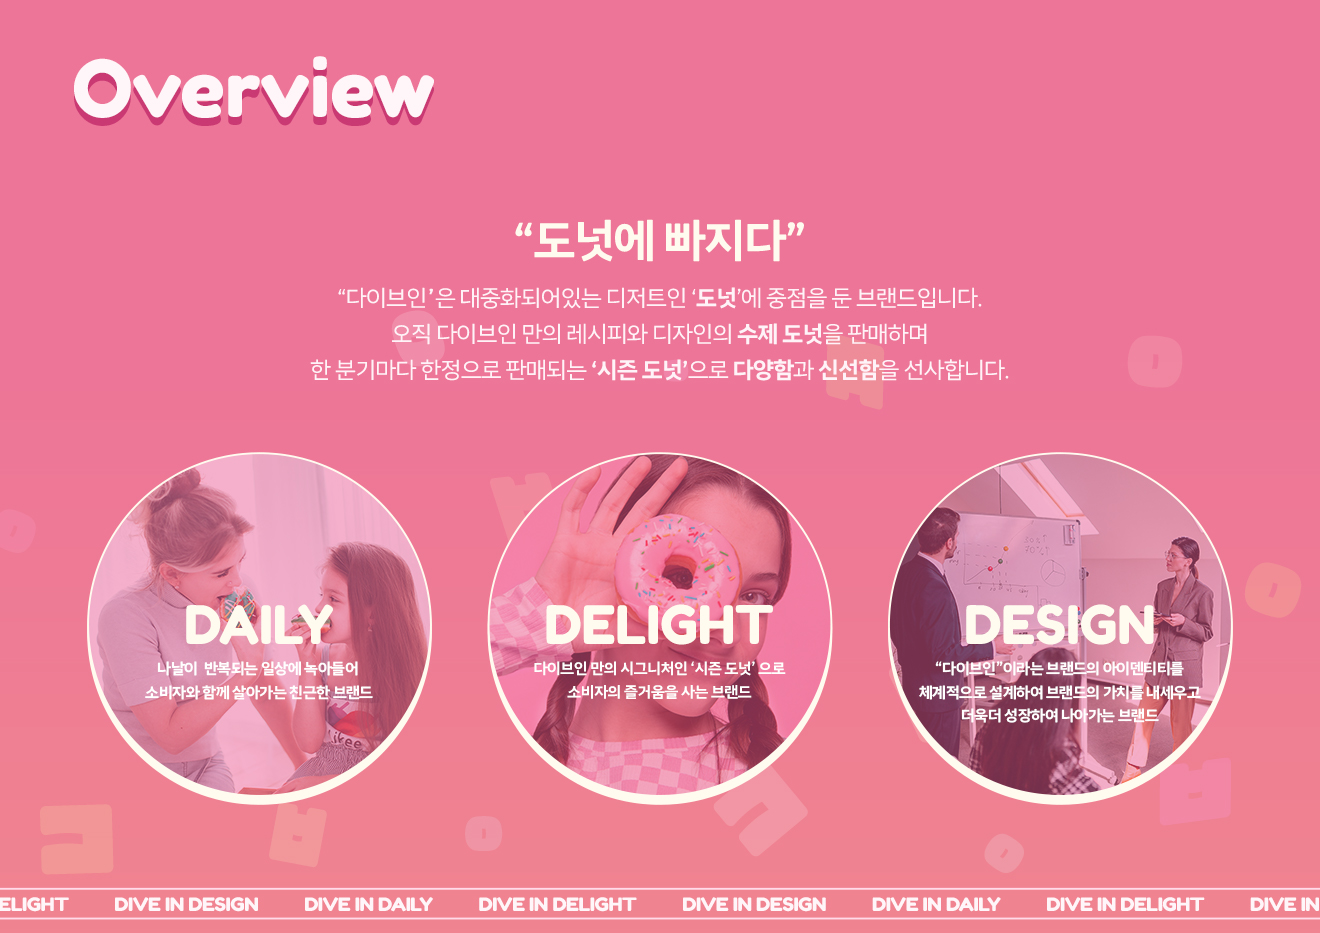 Overview
“도넛에 빠지다”
“다이브인’은 대중화되어있는 디저트인 ‘도넛’에 중점을 둔 브랜드입니다.
오직 다이브인 만의 레시피와 디자인의 수제 도넛을 판매하며
한 분기마다 한정으로 판매되는 ‘시즌 도넛’으로 다양함과 신선함을 선사합니다.
DAILY
나날이 반복되는 일상에 녹아들어
소비자와 함께 살아가는 친근한 브랜드
DELIGHT
다이브인 만의 시그니처인 ‘시즌 도넛’ 으로
소비자의 즐거움을 사는 브랜드
DESIGN
“다이브인”이라는 브랜드의 아이덴티티를
체계적으로 설계하여 브랜드의 가치를 내세우고
더욱더 성장하여 나아가는 브랜드
ELIGHT DIVE IN DESIGN DIVE IN DAILY DIVE IN DELIGHT DIVE IN DESIGN DIVE IN DAILY DIVE IN DELIGHT DIVE IN